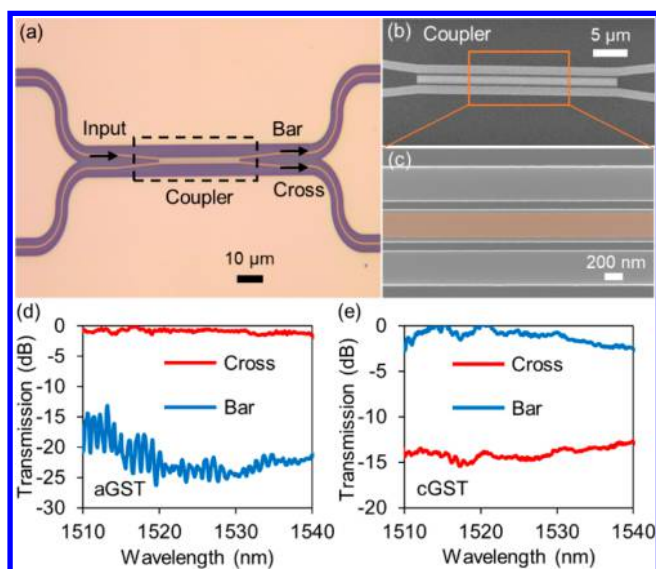 (a)
Input
Bar
Coupler
Cross
10 μm
(b)
Coupler
5 μm
(c)
200 nm
(d)
Transmission (dB)
0
-5
-10
-15
-20
-25
-30
Cross
Bar
aGST
1510 1520 1530 1540
Wavelength (nm)
(e)
Transmission (dB)
0
-5
-10
-15
-20
Cross
Bar
cGST
1510 1520 1530 1540
Wavelength (nm)